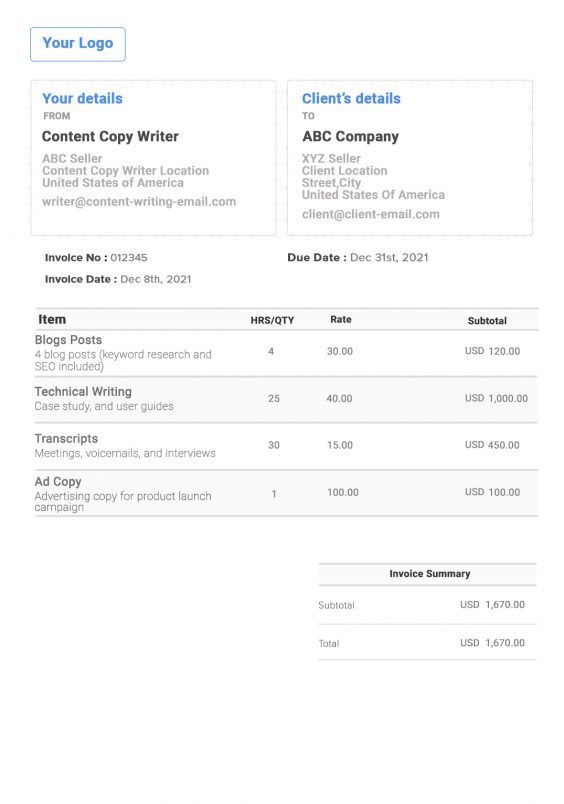 Your Logo
Your details
FROM
Content Copy Writer
ABC Seller
Content Copy Writer Location
United States of America
writer@content-writing-email.com
Client's details
TO
ABC Company
XYZ Seller
Client Location
Street,City
United States Of America
client@client-email.com
Invoice No : 012345
Due Date : Dec 31st, 2021
Invoice Date : Dec 8th, 2021
Item HRS/QTY Rate Subtotal
Blogs Posts
4 blog posts (keyword research and
SEO included)
4 30.00 USD 120.00
Technical Writing
Case study, and user guides
25 40.00 USD 1,000.00
Transcripts
Meetings, voicemails, and interviews
30 15.00 USD 450.00
Ad Copy
Advertising copy for product launch
campaign
1 100.00 USD 100.00
Invoice Summary
Subtotal USD 1,670.00
Total USD 1,670.00